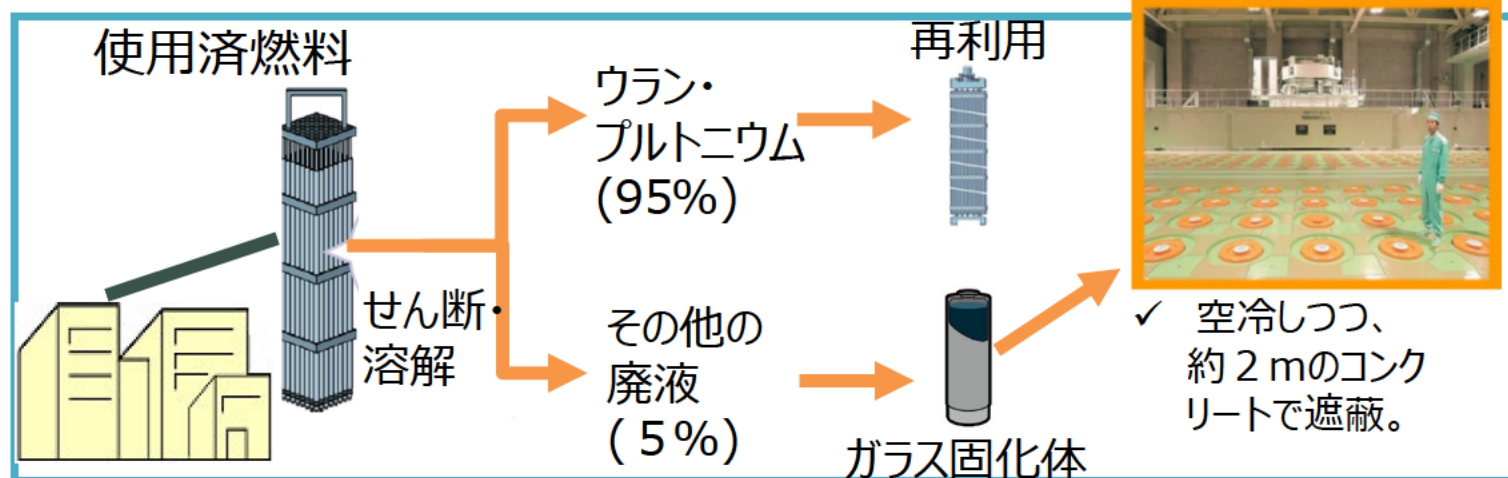 使用済燃料
せん断・
溶解
ウラン・
プルトニウム
(95%)
再利用
その他の
廃液
(５%)
ガラス固化体
✓ 空冷しつつ、
約２ｍのコンク
リートで遮蔽。